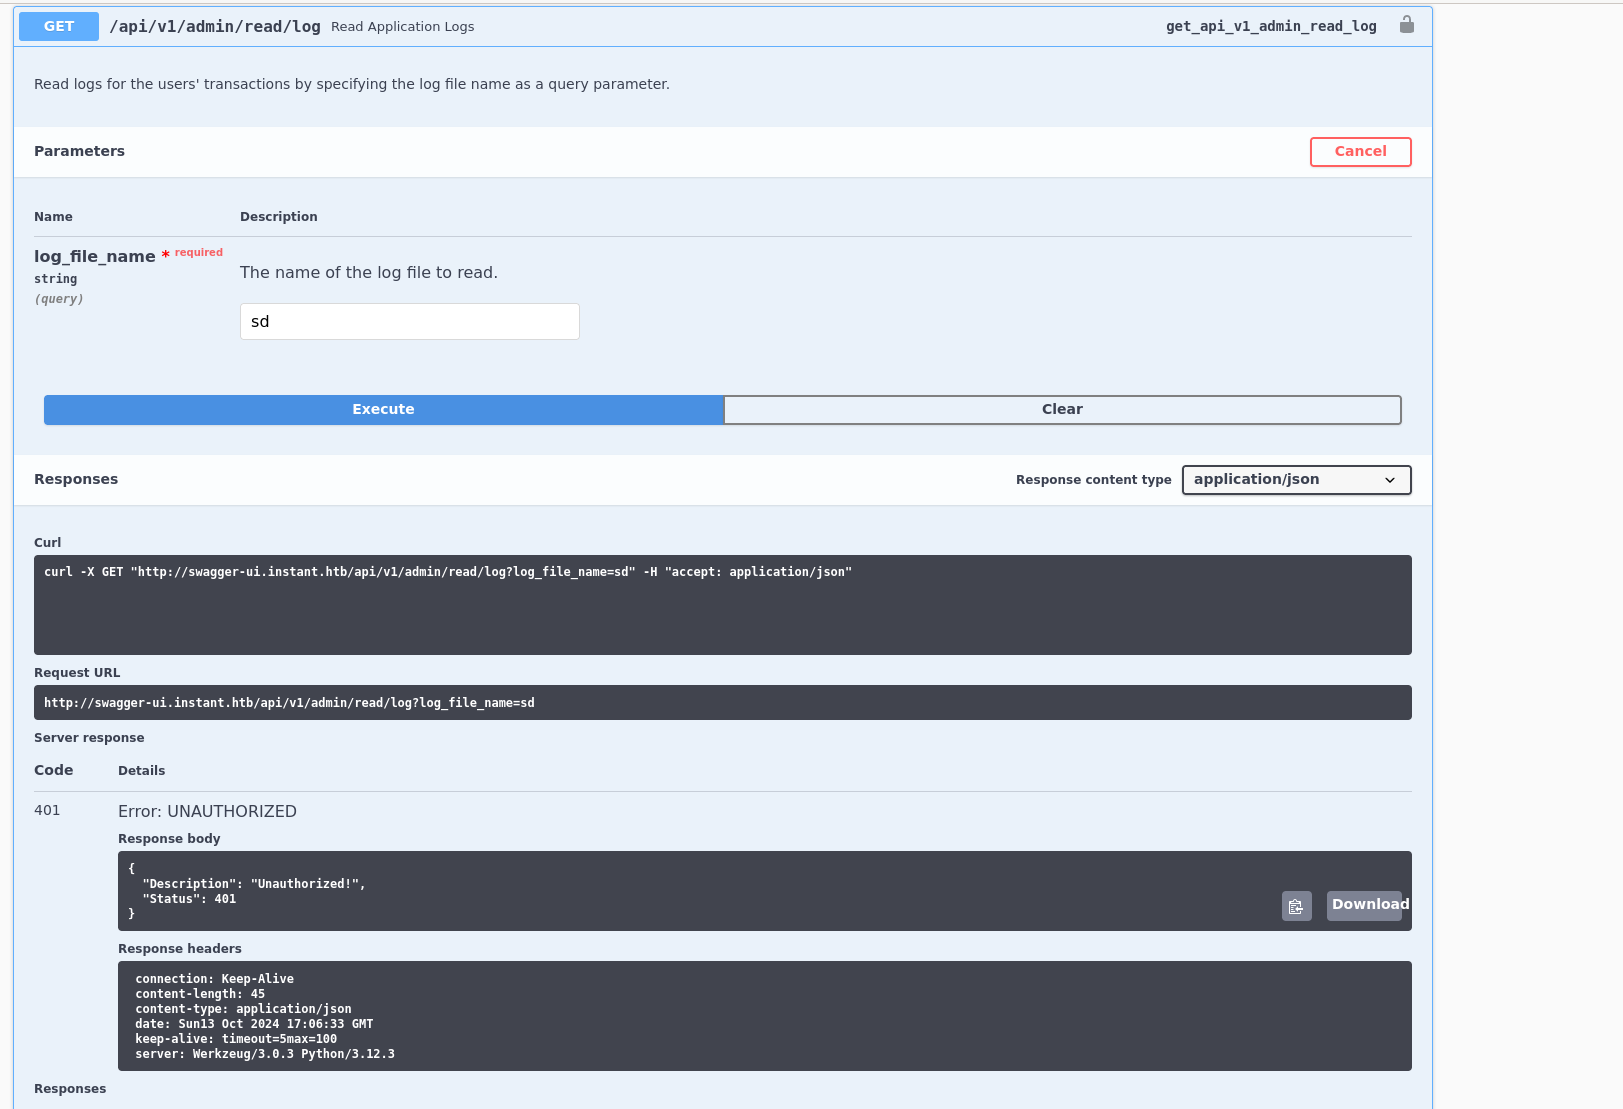 GET /api/v1/admin/read/log Read Application Logs get_api_v1_admin_read_log
Read logs for the users' transactions by specifying the log file name as a query parameter.
Parameters Cancel
Name Description
log_file_name * required
string
(query)
The name of the log file to read.
sd
Execute Clear
Responses Response content type application/json
Curl
curl -X GET "http://swagger-ui.instant.htb/api/v1/admin/read/log?log_file_name=sd" -H "accept: application/json"
Request URL
http://swagger-ui.instant.htb/api/v1/admin/read/log?log_file_name=sd
Server response
Code Details
401 Error: UNAUTHORIZED
Response body
{
"Description": "Unauthorized!",
"Status": 401
}
Download
Response headers
connection: Keep-Alive
content-length: 45
content-type: application/json
date: Sun13 Oct 2024 17:06:33 GMT
keep-alive: timeout=5max=100
server: Werkzeug/3.0.3 Python/3.12.3
Responses